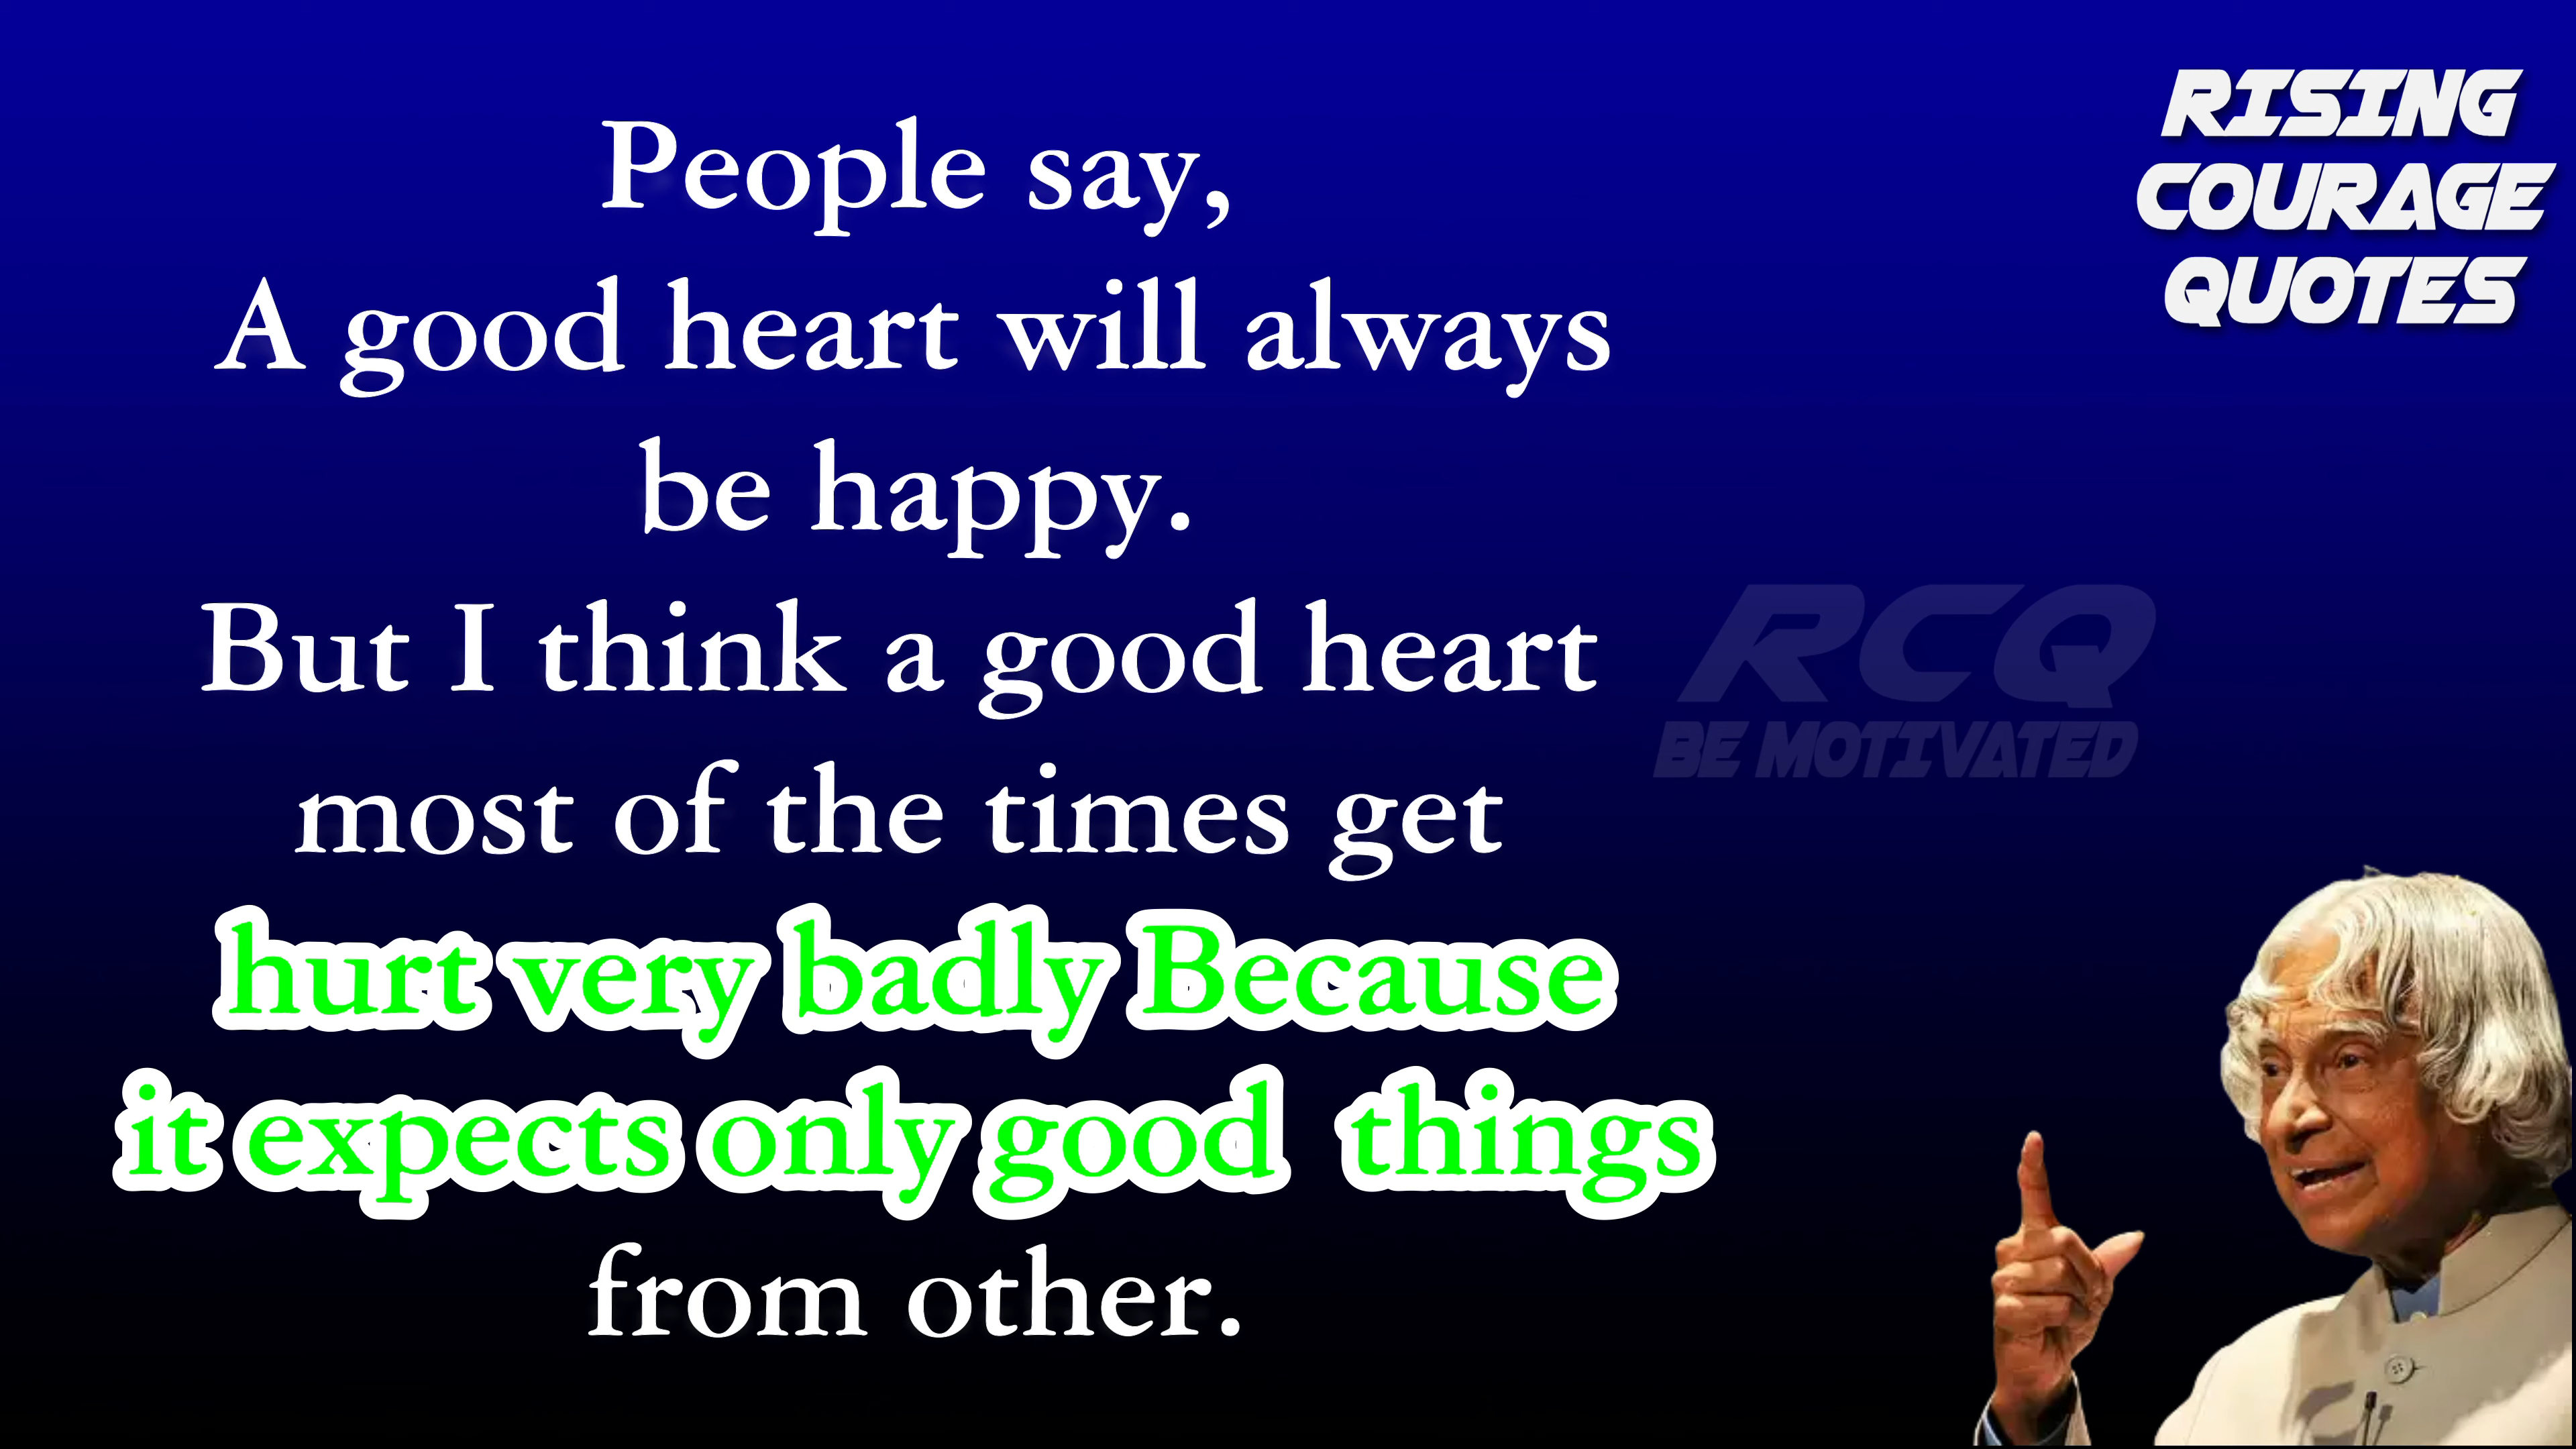 People say,
A good heart will always
be happy.
But I think a good heart
most of the times get
hurt very badly Because
it expects only good things
from other.
RISING
COURAGE
QUOTES
RCQ
BE MOTIVATED